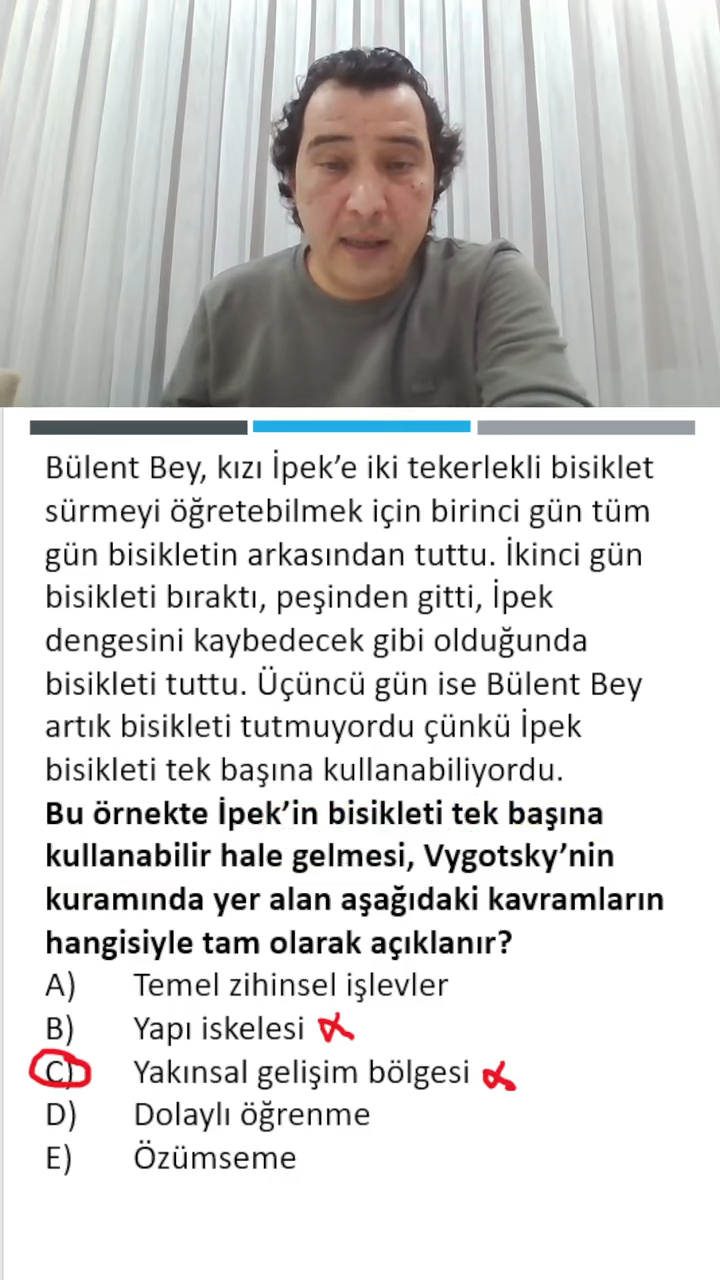 Bülent Bey, kızı İpek’e iki tekerlekli bisiklet
sürmeyi öğretebilmek için birinci gün tüm
gün bisikletin arkasından tuttu. İkinci gün
bisikleti bıraktı, peşinden gitti, İpek
dengesini kaybedecek gibi olduğunda
bisikleti tuttu. Üçüncü gün ise Bülent Bey
artık bisikleti tutmuyordu çünkü İpek
bisikleti tek başına kullanabiliyordu.
Bu örnekte İpek’in bisikleti tek başına
kullanabilir hale gelmesi, Vygotsky’nin
kuramında yer alan aşağıdaki kavramların
hangisiyle tam olarak açıklanır?
A) Temel zihinsel işlevler
B) Yapı iskelesi
C) Yakınsal gelişim bölgesi
D) Dolaylı öğrenme
E) Özümseme